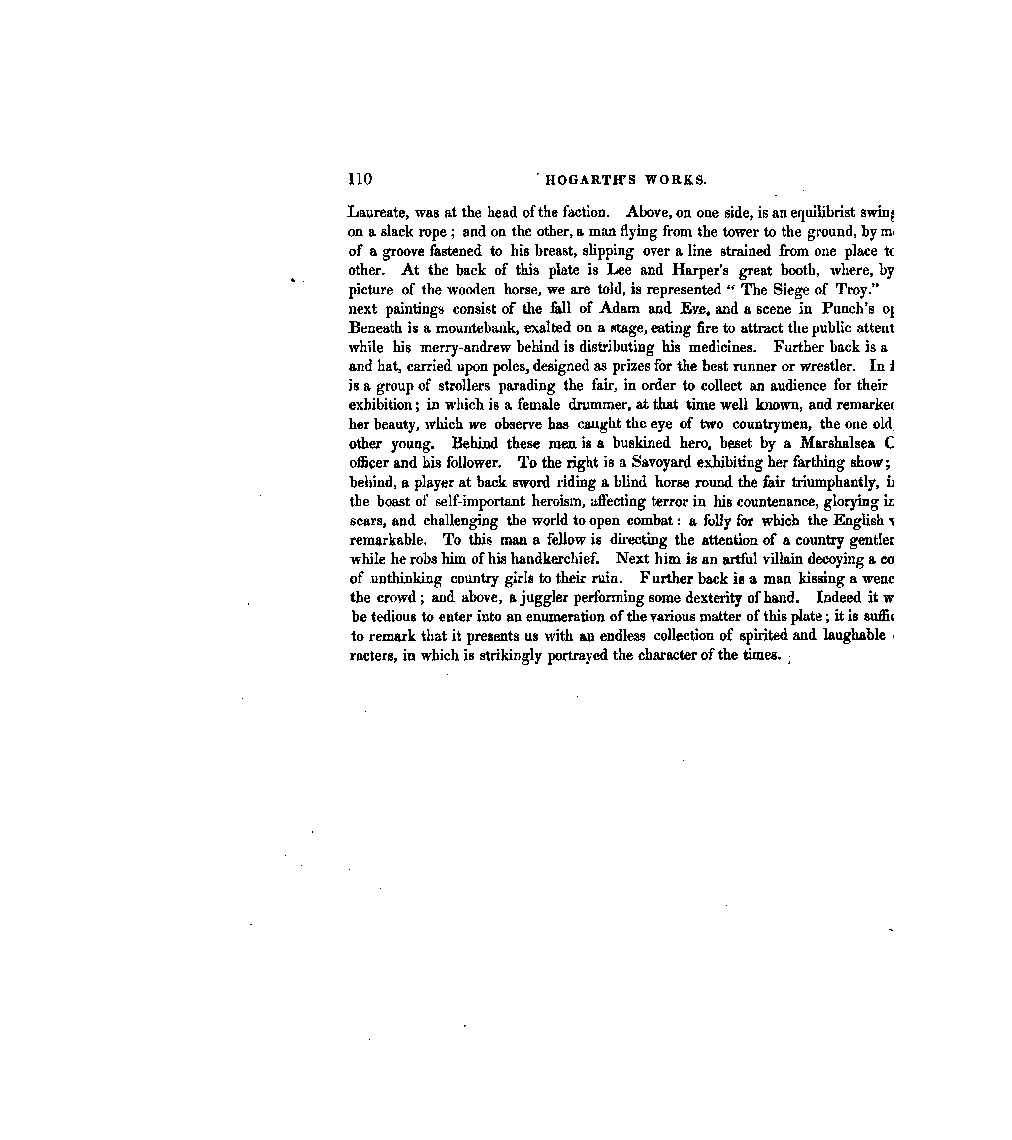 110 HOGARTH'S WORKS.
Laureate, was at the head of the faction. Above, on one side, is an equilibrist swing
on a slack rope ; and on the other, a man flying from the tower to the ground, by m
of a groove fastened to his breast, slipping over a line strained from one place to
other. At the back of this plate is Lee and Harper's great booth, where, by
picture of the wooden horse, we are told, is represented “ The Siege of Troy.”
next paintings consist of the fall of Adam and Eve, and a scene in Punch's op
Beneath is a mountebank, exalted on a stage, eating fire to attract the public attent
while his merry-andrew behind is distributing his medicines. Further back is a
and hat, carried upon poles, designed as prizes for the best runner or wrestler. In
is a group of strollers parading the fair, in order to collect an audience for their
exhibition ; in which is a female drummer, at that time well known, and remarke
her beauty, which we observe has caught the eye of two countrymen, the one old,
other young. Behind these men is a buskined hero, beset by a Marshalsea C
officer and his follower. To the right is a Savoyard exhibiting her farthing show ;
behind, a player at back sword riding a blind horse round the fair triumphantly, i
the boast of self-important heroism, affecting terror in his countenance, glorying i
scars, and challenging the world to open combat : a folly for which the English
remarkable. To this man a fellow is directing the attention of a country gentle
while he robs him of his handkerchief. Next him is an artful villain decoying a co
of unthinking country girls to their ruin. Further back is a man kissing a wenc
the crowd ; and above, a juggler performing some dexterity of hand. Indeed it w
be tedious to enter into an enumeration of the various matter of this plate ; it is suffic
to remark that it presents us with an endless collection of spirited and laughable
racters, in which is strikingly portrayed the character of the times.